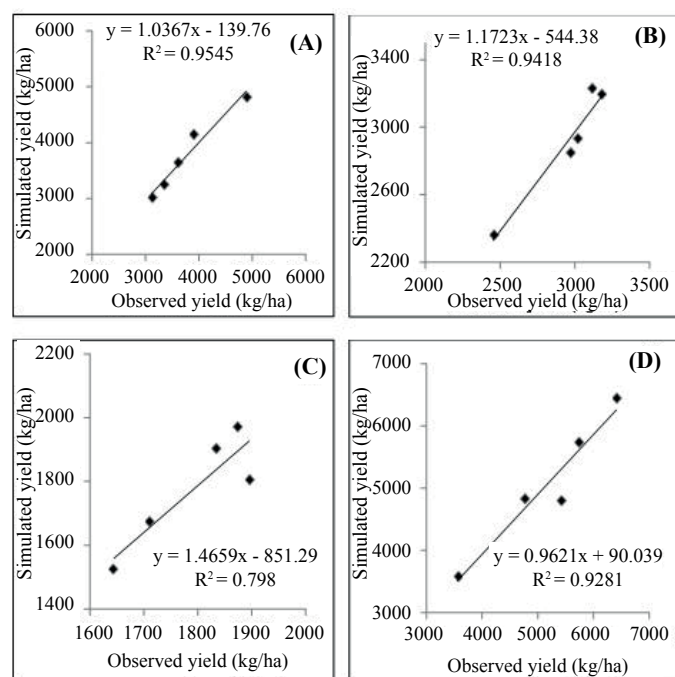 6000
5000
4000
3000
2000
Simulated yield (kg/ha)
y = 1.0367x - 139.76
R² = 0.9545
(A)
2000 3000 4000 5000 6000
Observed yield (kg/ha)
3400
3000
2600
2200
Simulated yield (kg/ha)
y = 1.1723x - 544.38
R² = 0.9418
(B)
2000 2500 3000 3500
Observed yield (kg/ha)
2200
2000
1800
1600
1400
Simulated yield (kg/ha)
(C)
y = 1.4659x - 851.29
R² = 0.798
1600 1700 1800 1900 2000
Observed yield (kg/ha)
7000
6000
5000
4000
3000
Simulated yield (kg/ha)
(D)
y = 0.9621x + 90.039
R² = 0.9281
3000 4000 5000 6000 7000
Observed yield (kg/ha)